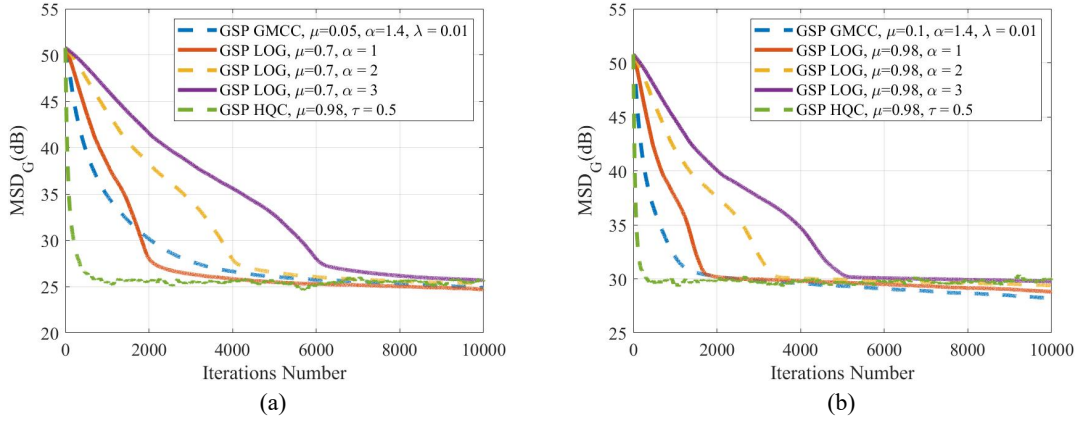 GSP GMCC, μ=0.05, α=1.4, λ = 0.01
GSP LOG, μ=0.7, α = 1
GSP LOG, μ=0.7, α = 2
GSP LOG, μ=0.7, α = 3
GSP HQC, μ=0.98, τ = 0.5
50
45
40
35
30
25
20
MSD_G(dB)
0 2000 4000 6000 8000 10000
Iterations Number
(a)
GSP GMCC, μ=0.1, α=1.4, λ = 0.01
GSP LOG, μ=0.98, α = 1
GSP LOG, μ=0.98, α = 2
GSP LOG, μ=0.98, α = 3
GSP HQC, μ=0.98, τ = 0.5
50
45
40
35
30
25
MSD_G(dB)
0 2000 4000 6000 8000 10000
Iterations Number
(b)